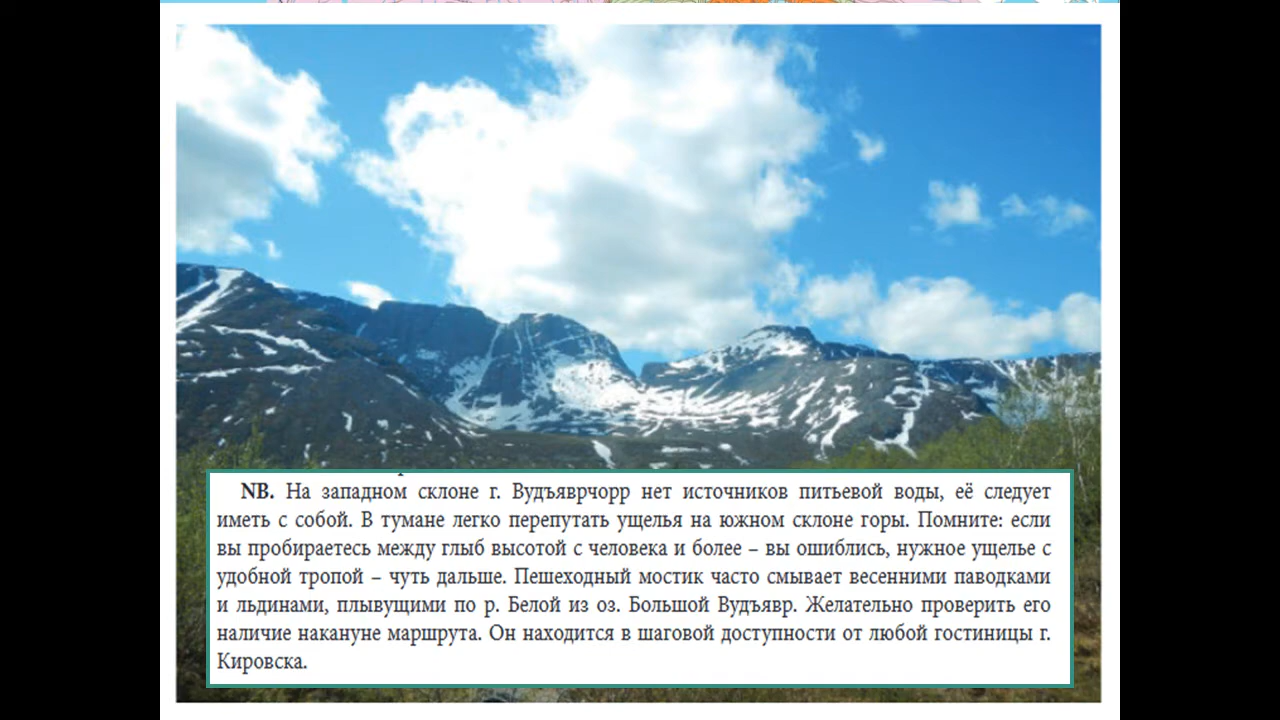 NB. На западном склоне г. Вудъяврчорр нет источников питьевой воды, её следует
иметь с собой. В тумане легко перепутать ущелья на южном склоне горы. Помните: если
вы пробираетесь между глыб высотой с человека и более – вы ошиблись, нужное ущелье с
удобной тропой – чуть дальше. Пешеходный мостик часто смывает весенними паводками
и льдинами, плывущими по р. Белой из оз. Большой Вудъявр. Желательно проверить его
наличие накануне маршрута. Он находится в шаговой доступности от любой гостиницы г.
Кировска.